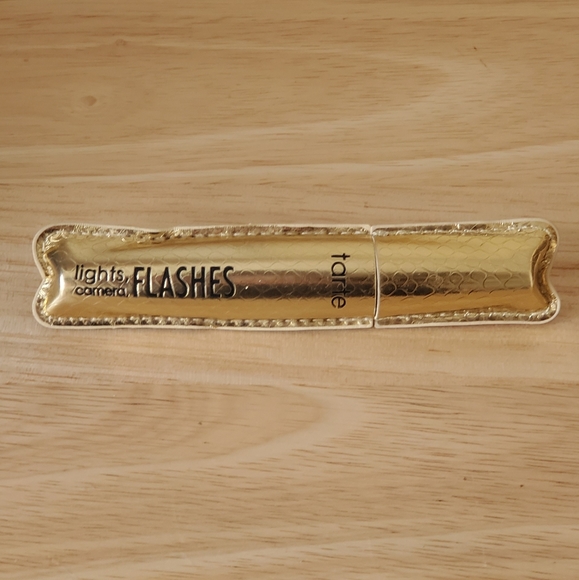 lights,
camera, FLASHES
tarte